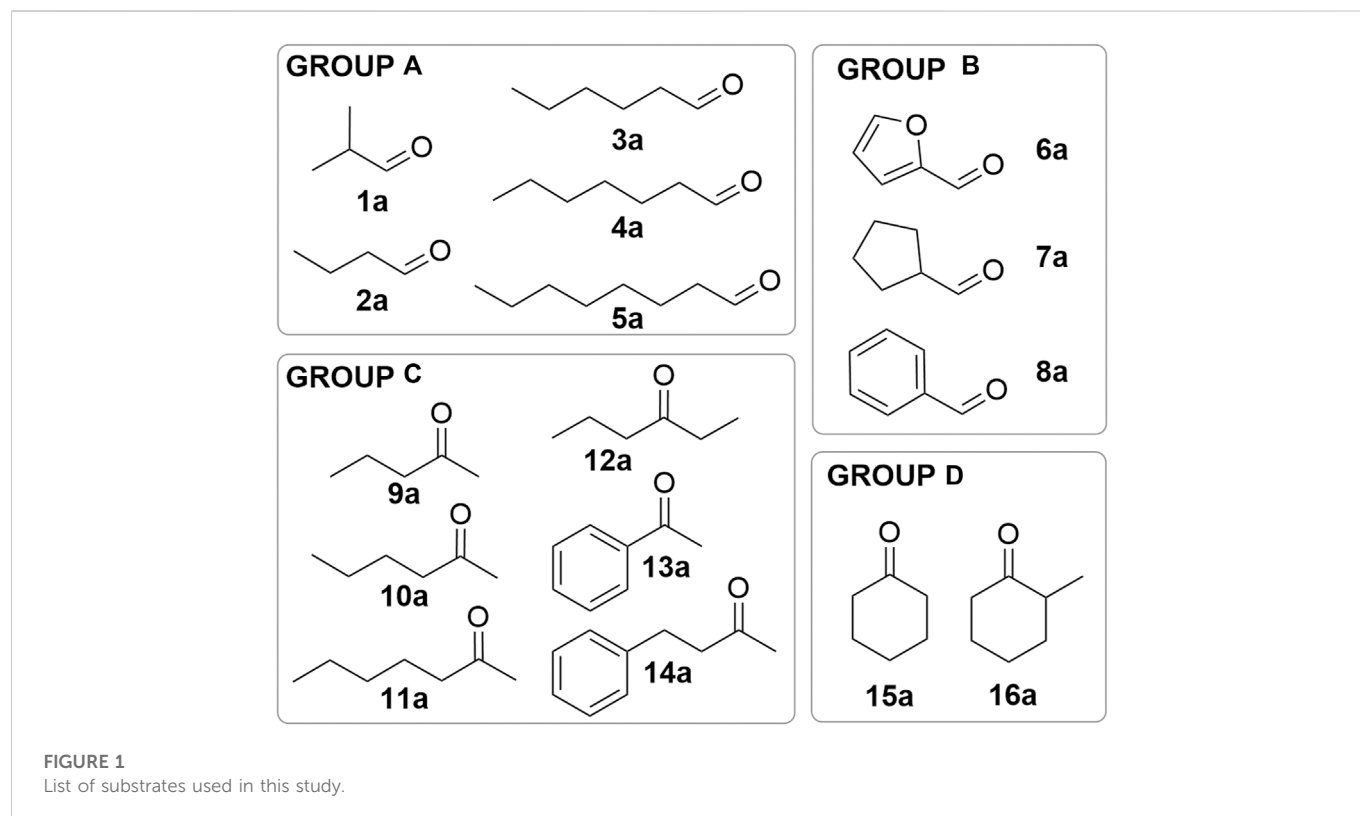 GROUP A
O
3a
O
1a
O
4a
O
2a
O
5a
GROUP B
O
O
6a
O
7a
O
8a
GROUP C
O
9a
O
10a
O
11a
O
12a
O
13a
O
14a
GROUP D
O
O
15a
16a
FIGURE 1
List of substrates used in this study.